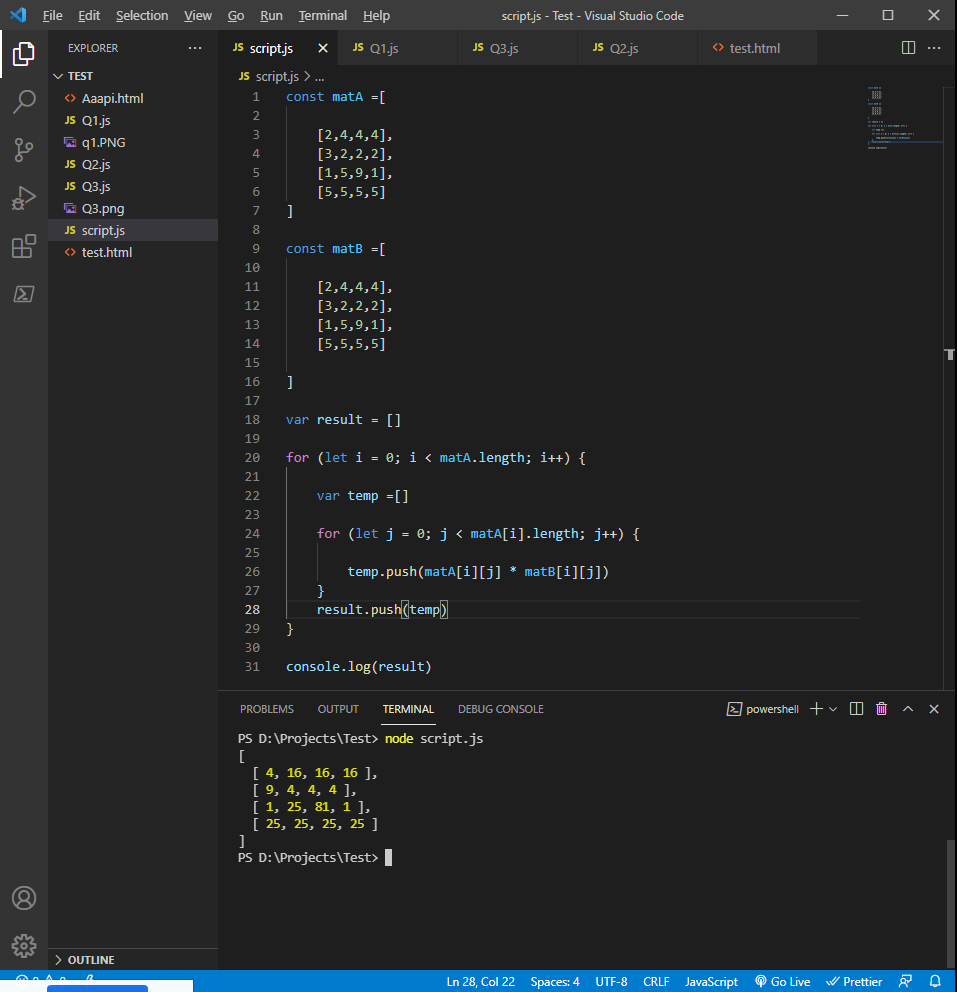 File Edit Selection View Go Run Terminal Help script.js - Test - Visual Studio Code
EXPLORER
TEST
Aaapi.html
JS Q1.js
q1.PNG
JS Q2.js
JS Q3.js
Q3.png
JS script.js
test.html
OUTLINE
JS script.js JS Q1.js JS Q3.js JS Q2.js test.html
JS script.js > ...
1 const matA =[
2
3 [2,4,4,4],
4 [3,2,2,2],
5 [1,5,9,1],
6 [5,5,5,5]
7 ]
8
9 const matB =[
10
11 [2,4,4,4],
12 [3,2,2,2],
13 [1,5,9,1],
14 [5,5,5,5]
15
16 ]
17
18 var result = []
19
20 for (let i = 0; i < matA.length; i++) {
21
22 var temp =[]
23
24 for (let j = 0; j < matA[i].length; j++) {
25
26 temp.push(matA[i][j] * matB[i][j])
27 }
28 result.push(temp)
29 }
30
31 console.log(result)
PROBLEMS OUTPUT TERMINAL DEBUG CONSOLE powershell
PS D:\Projects\Test> node script.js
[
[ 4, 16, 16, 16 ],
[ 9, 4, 4, 4 ],
[ 1, 25, 81, 1 ],
[ 25, 25, 25, 25 ]
]
PS D:\Projects\Test>
Ln 28, Col 22 Spaces: 4 UTF-8 CRLF JavaScript Go Live Prettier